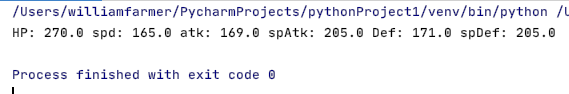 /Users/williamfarmer/PycharmProjects/pythonProject1/venv/bin/python /U
HP: 270.0 spd: 165.0 atk: 169.0 spAtk: 205.0 Def: 171.0 spDef: 205.0
Process finished with exit code 0